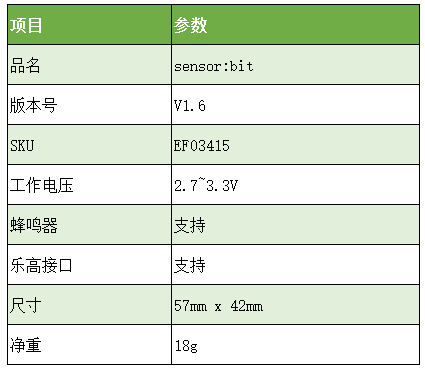 项目 参数
品名 sensor:bit
版本号 V1.6
SKU EF03415
工作电压 2.7~3.3V
蜂鸣器 支持
乐高接口 支持
尺寸 57mm x 42mm
净重 18g